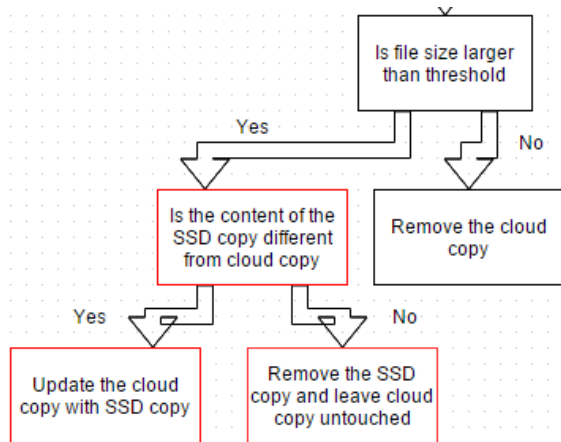 Is file size larger
than threshold
Yes
No
Is the content of the
SSD copy different
from cloud copy
Remove the cloud
copy
Yes
No
Update the cloud
copy with SSD copy
Remove the SSD
copy and leave cloud
copy untouched